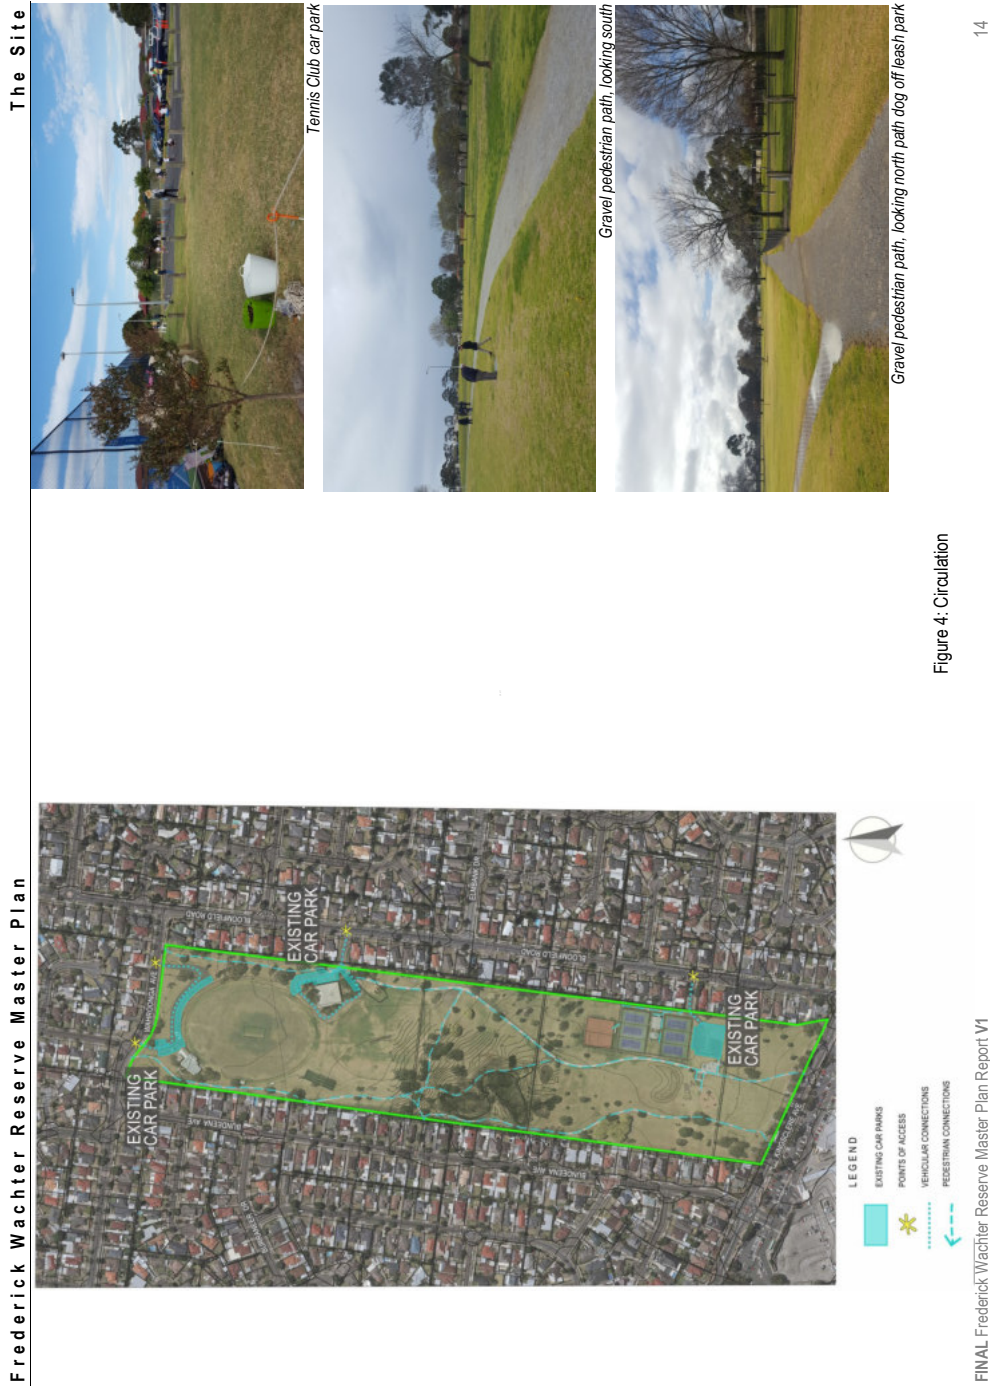 Frederick Wachter Reserve Master Plan
The Site
EXISTING
CAR PARK
EXISTING
CAR PARK
EXISTING
CAR PARK
BLOOMFIELD ROAD
BLOOMFIELD ROAD
BUNDEENA AVE
LEGEND
EXISTING CAR PARKS
POINTS OF ACCESS
VEHICULAR CONNECTIONS
PEDESTRIAN CONNECTIONS
Tennis Club car park
Gravel pedestrian path, looking south
Gravel pedestrian path, looking north path dog off leash park
Figure 4: Circulation
FINAL Frederick Wachter Reserve Master Plan Report V1
14